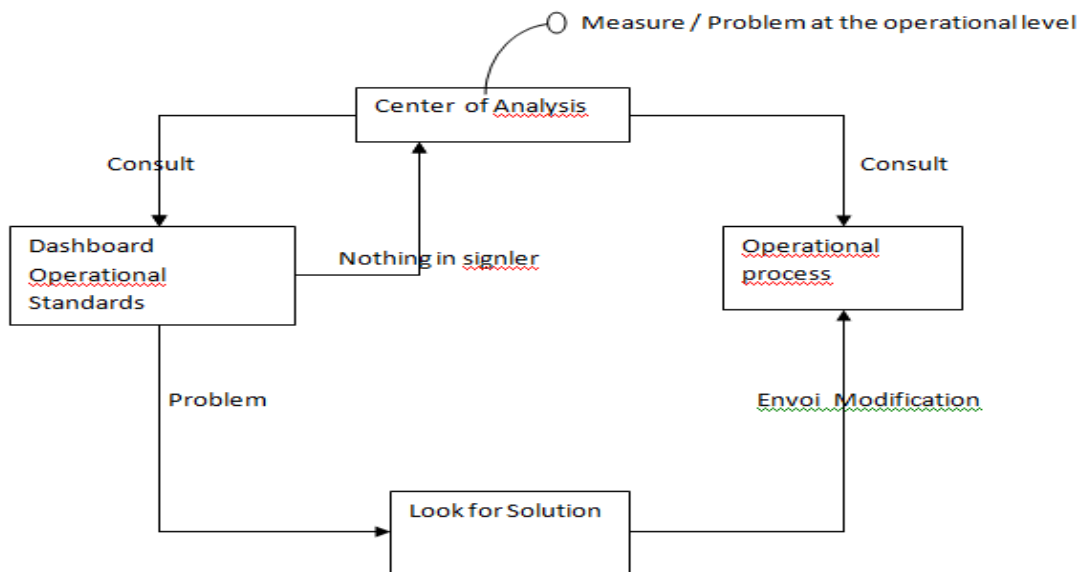 Measure / Problem at the operational level
Center of Analysis
Consult
Consult
Dashboard
Operational
Standards
Nothing in signler
Operational
process
Problem
Envoi Modification
Look for Solution